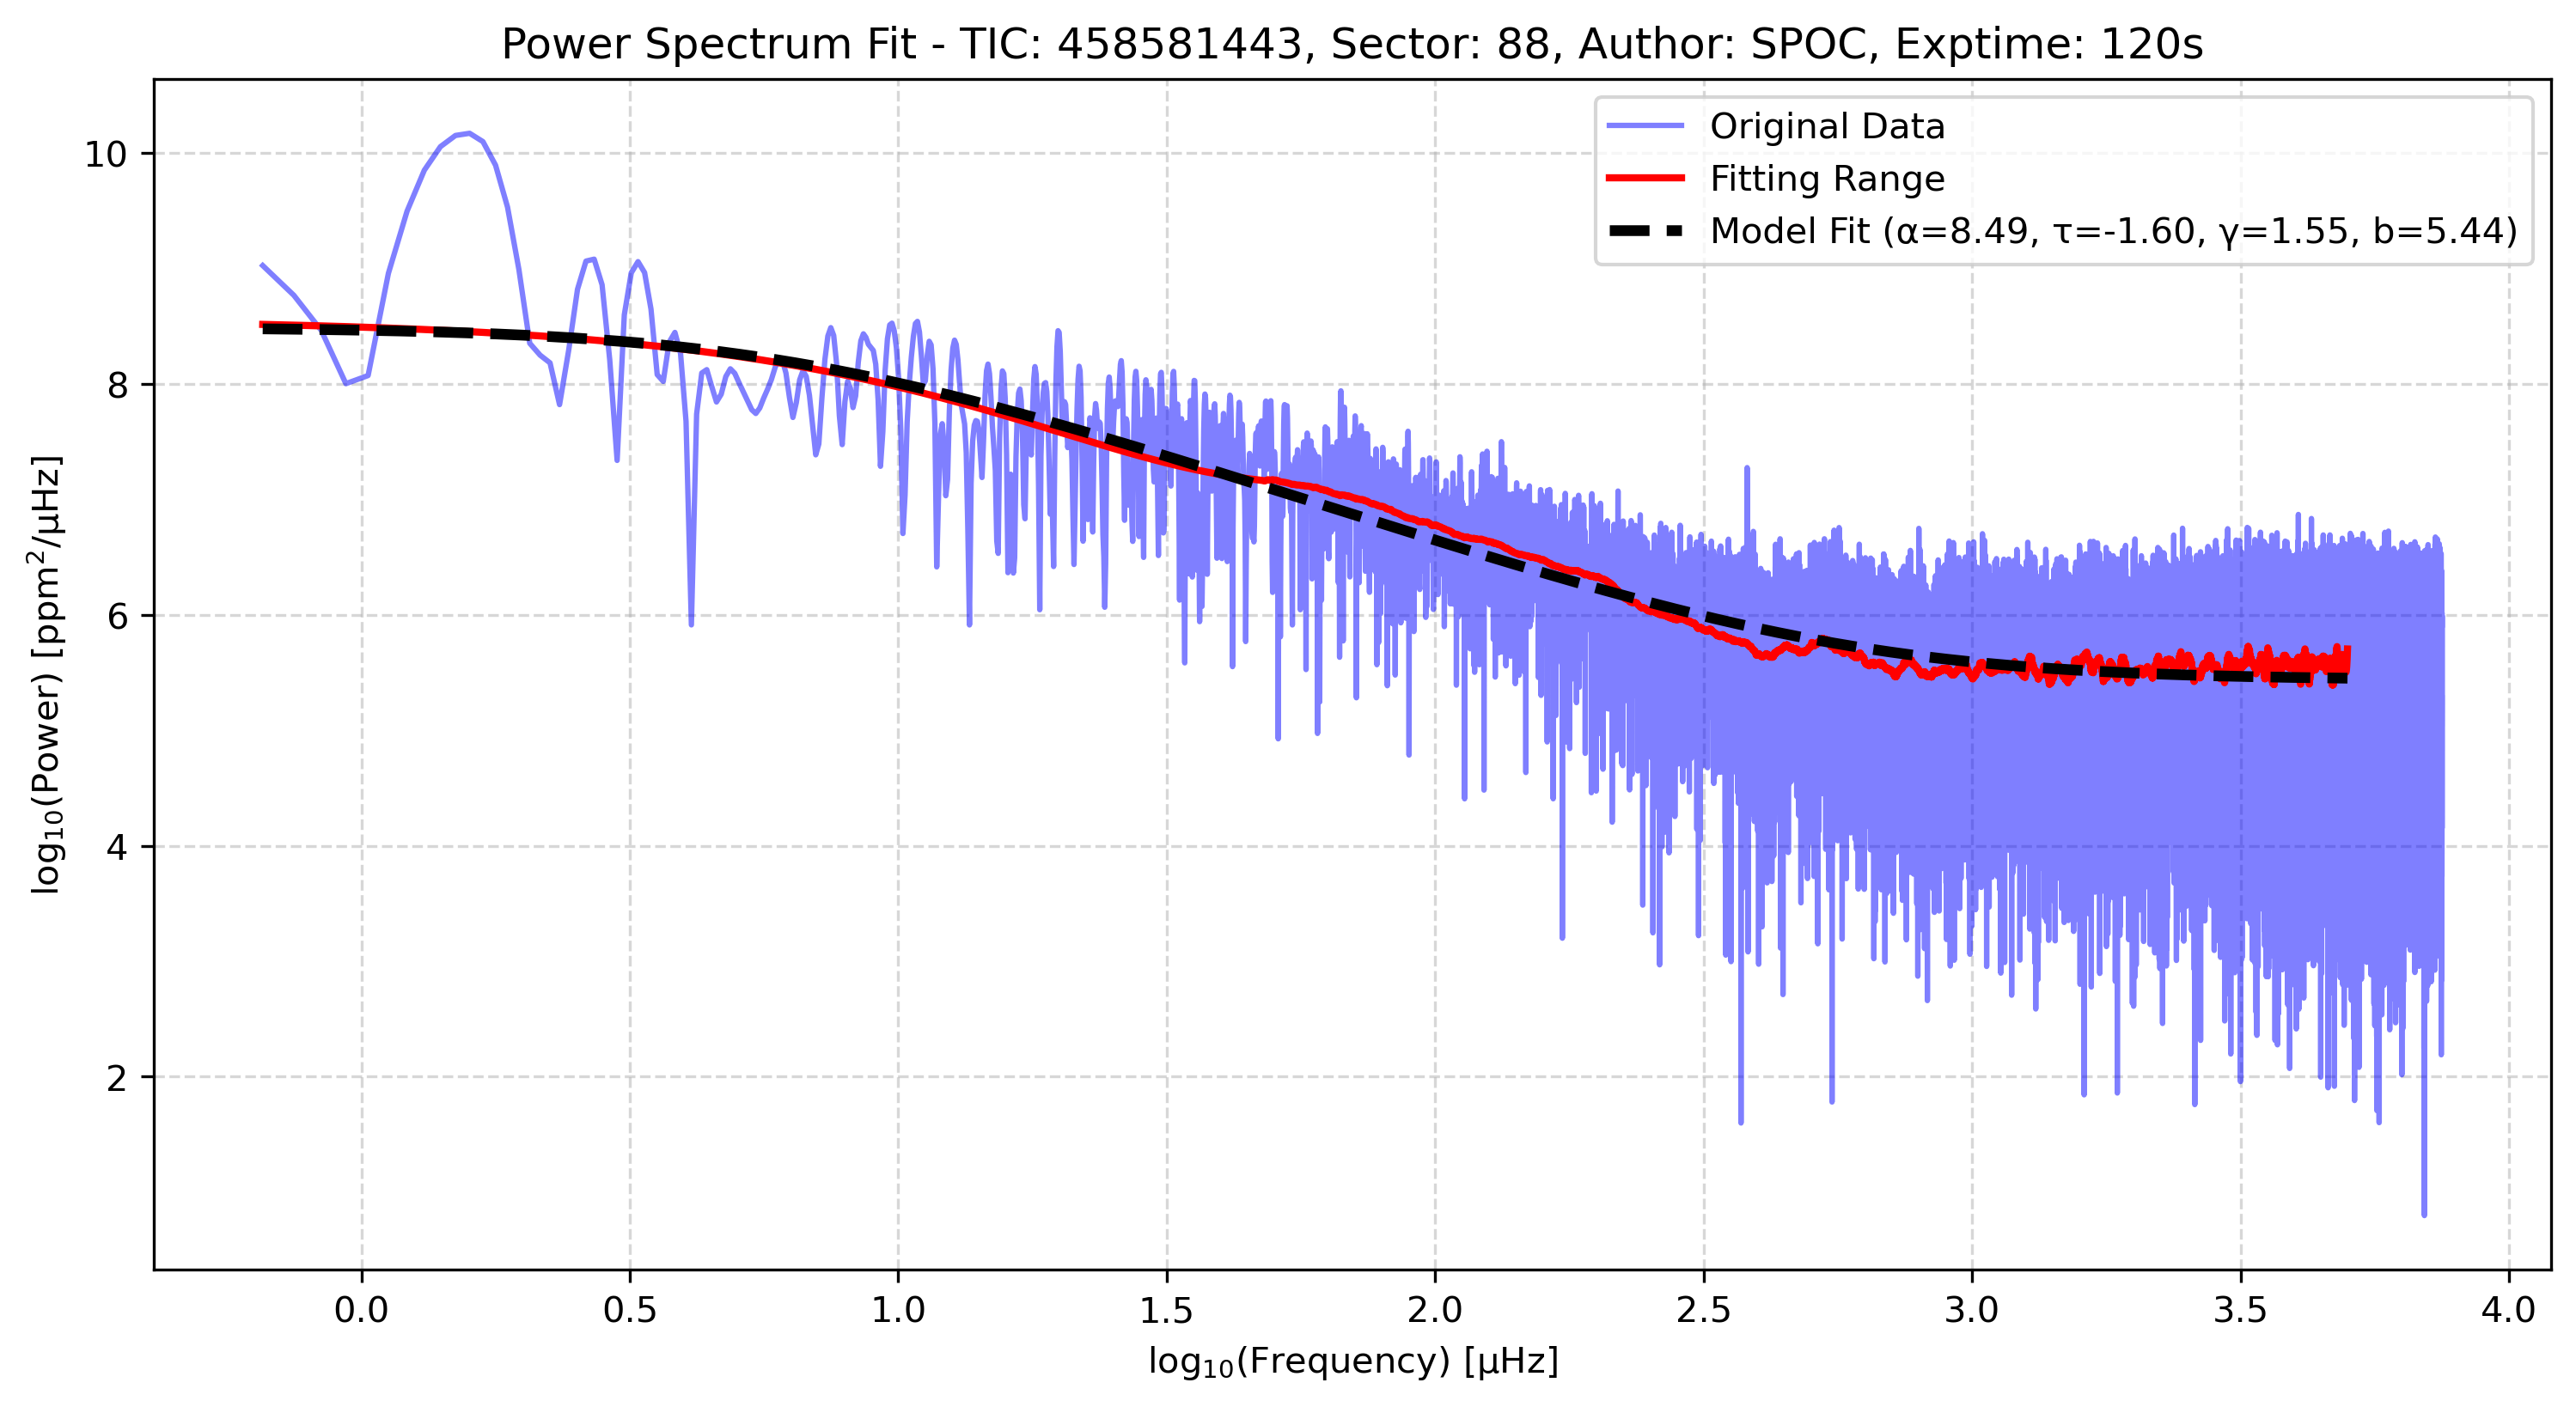 Power Spectrum Fit - TIC: 458581443, Sector: 88, Author: SPOC, Exptime: 120s
Original Data
Fitting Range
Model Fit (α=8.49, τ=-1.60, γ=1.55, b=5.44)
log₁₀(Power) [ppm²/μHz]
10
8
6
4
2
0.0 0.5 1.0 1.5 2.0 2.5 3.0 3.5 4.0
log₁₀(Frequency) [μHz]